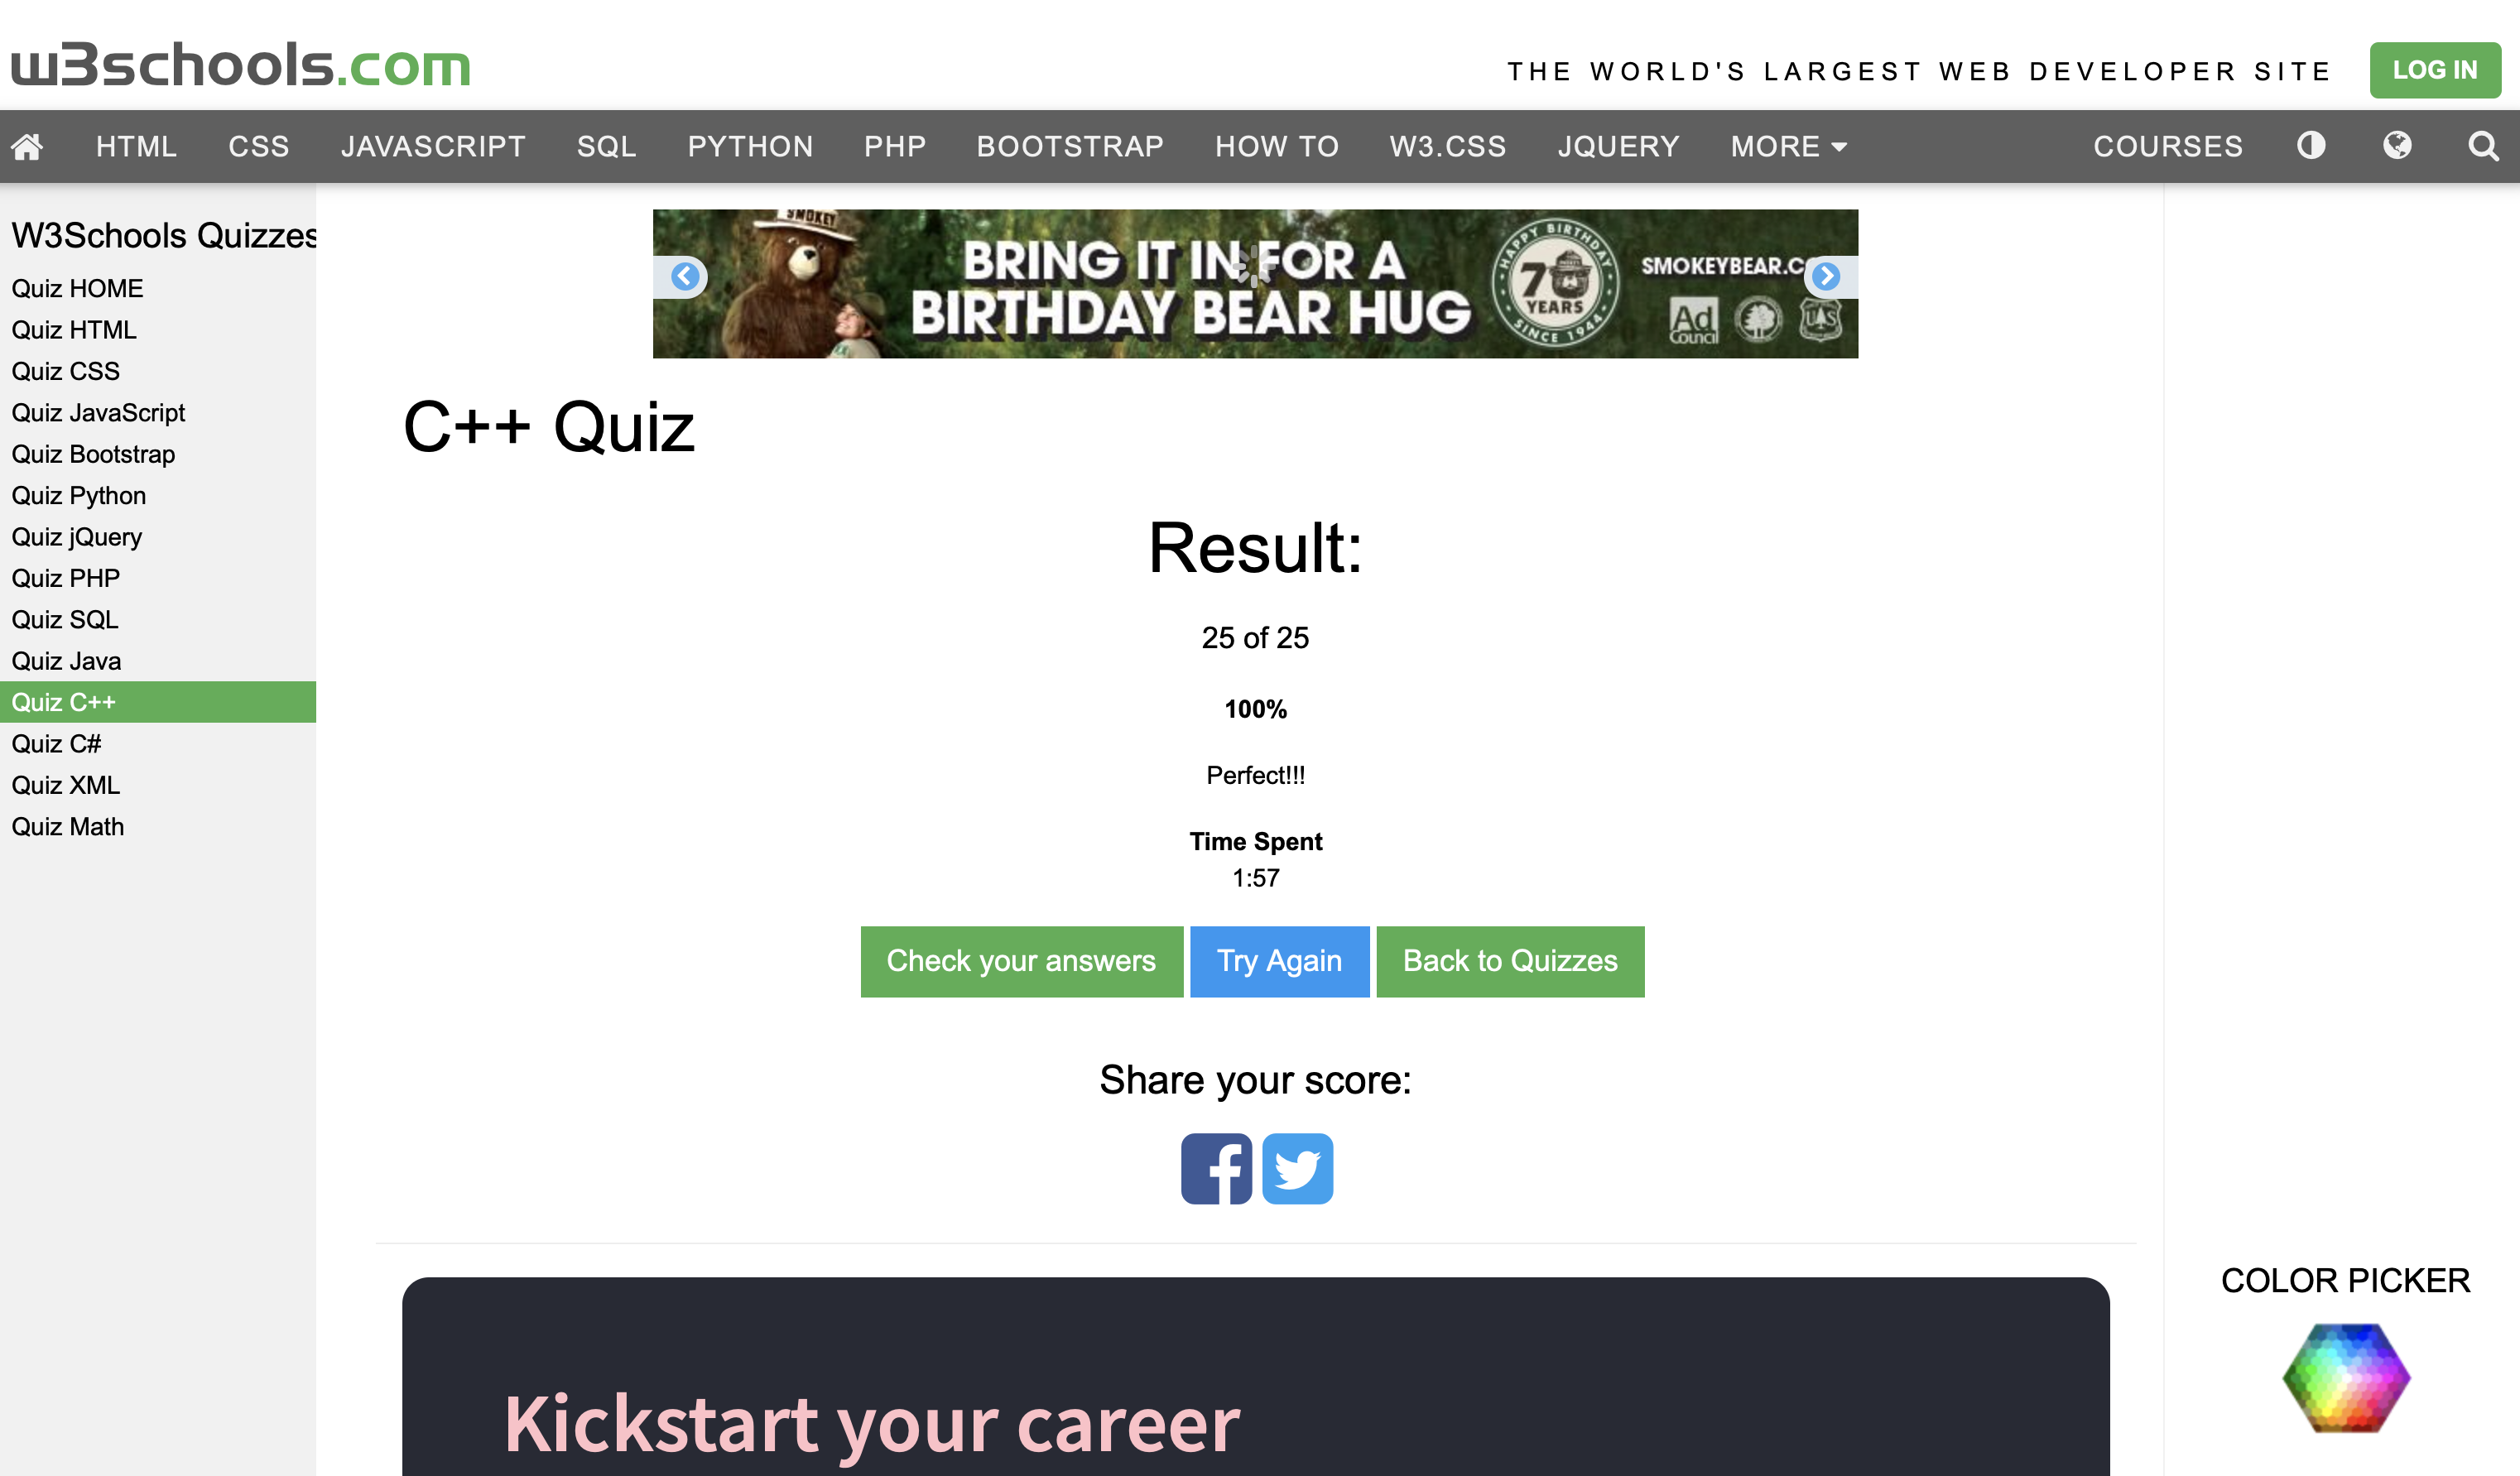 w3schools.com
THE WORLD'S LARGEST WEB DEVELOPER SITE
LOG IN
HTML CSS JAVASCRIPT SQL PYTHON PHP BOOTSTRAP HOW TO W3.CSS JQUERY MORE COURSES
W3Schools Quizzes
Quiz HOME
Quiz HTML
Quiz CSS
Quiz JavaScript
Quiz Bootstrap
Quiz Python
Quiz jQuery
Quiz PHP
Quiz SQL
Quiz Java
Quiz C++
Quiz C#
Quiz XML
Quiz Math
SMOKEY
BRING IT IN FOR A
BIRTHDAY BEAR HUG
HAPPY BIRTHDAY
70
YEARS
SINCE 1944
SMOKEYBEAR.C
Ad
Council
UAS
C++ Quiz
Result:
25 of 25
100%
Perfect!!!
Time Spent
1:57
Check your answers
Try Again
Back to Quizzes
Share your score:
Kickstart your career
COLOR PICKER